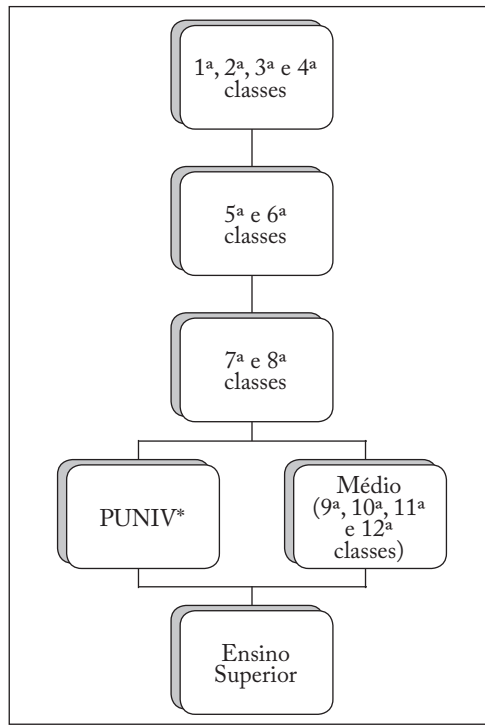 1ª, 2ª, 3ª e 4ª
classes
5ª e 6ª
classes
7ª e 8ª
classes
PUNIV*
Médio
(9ª, 10ª, 11ª
e 12ª
classes)
Ensino
Superior